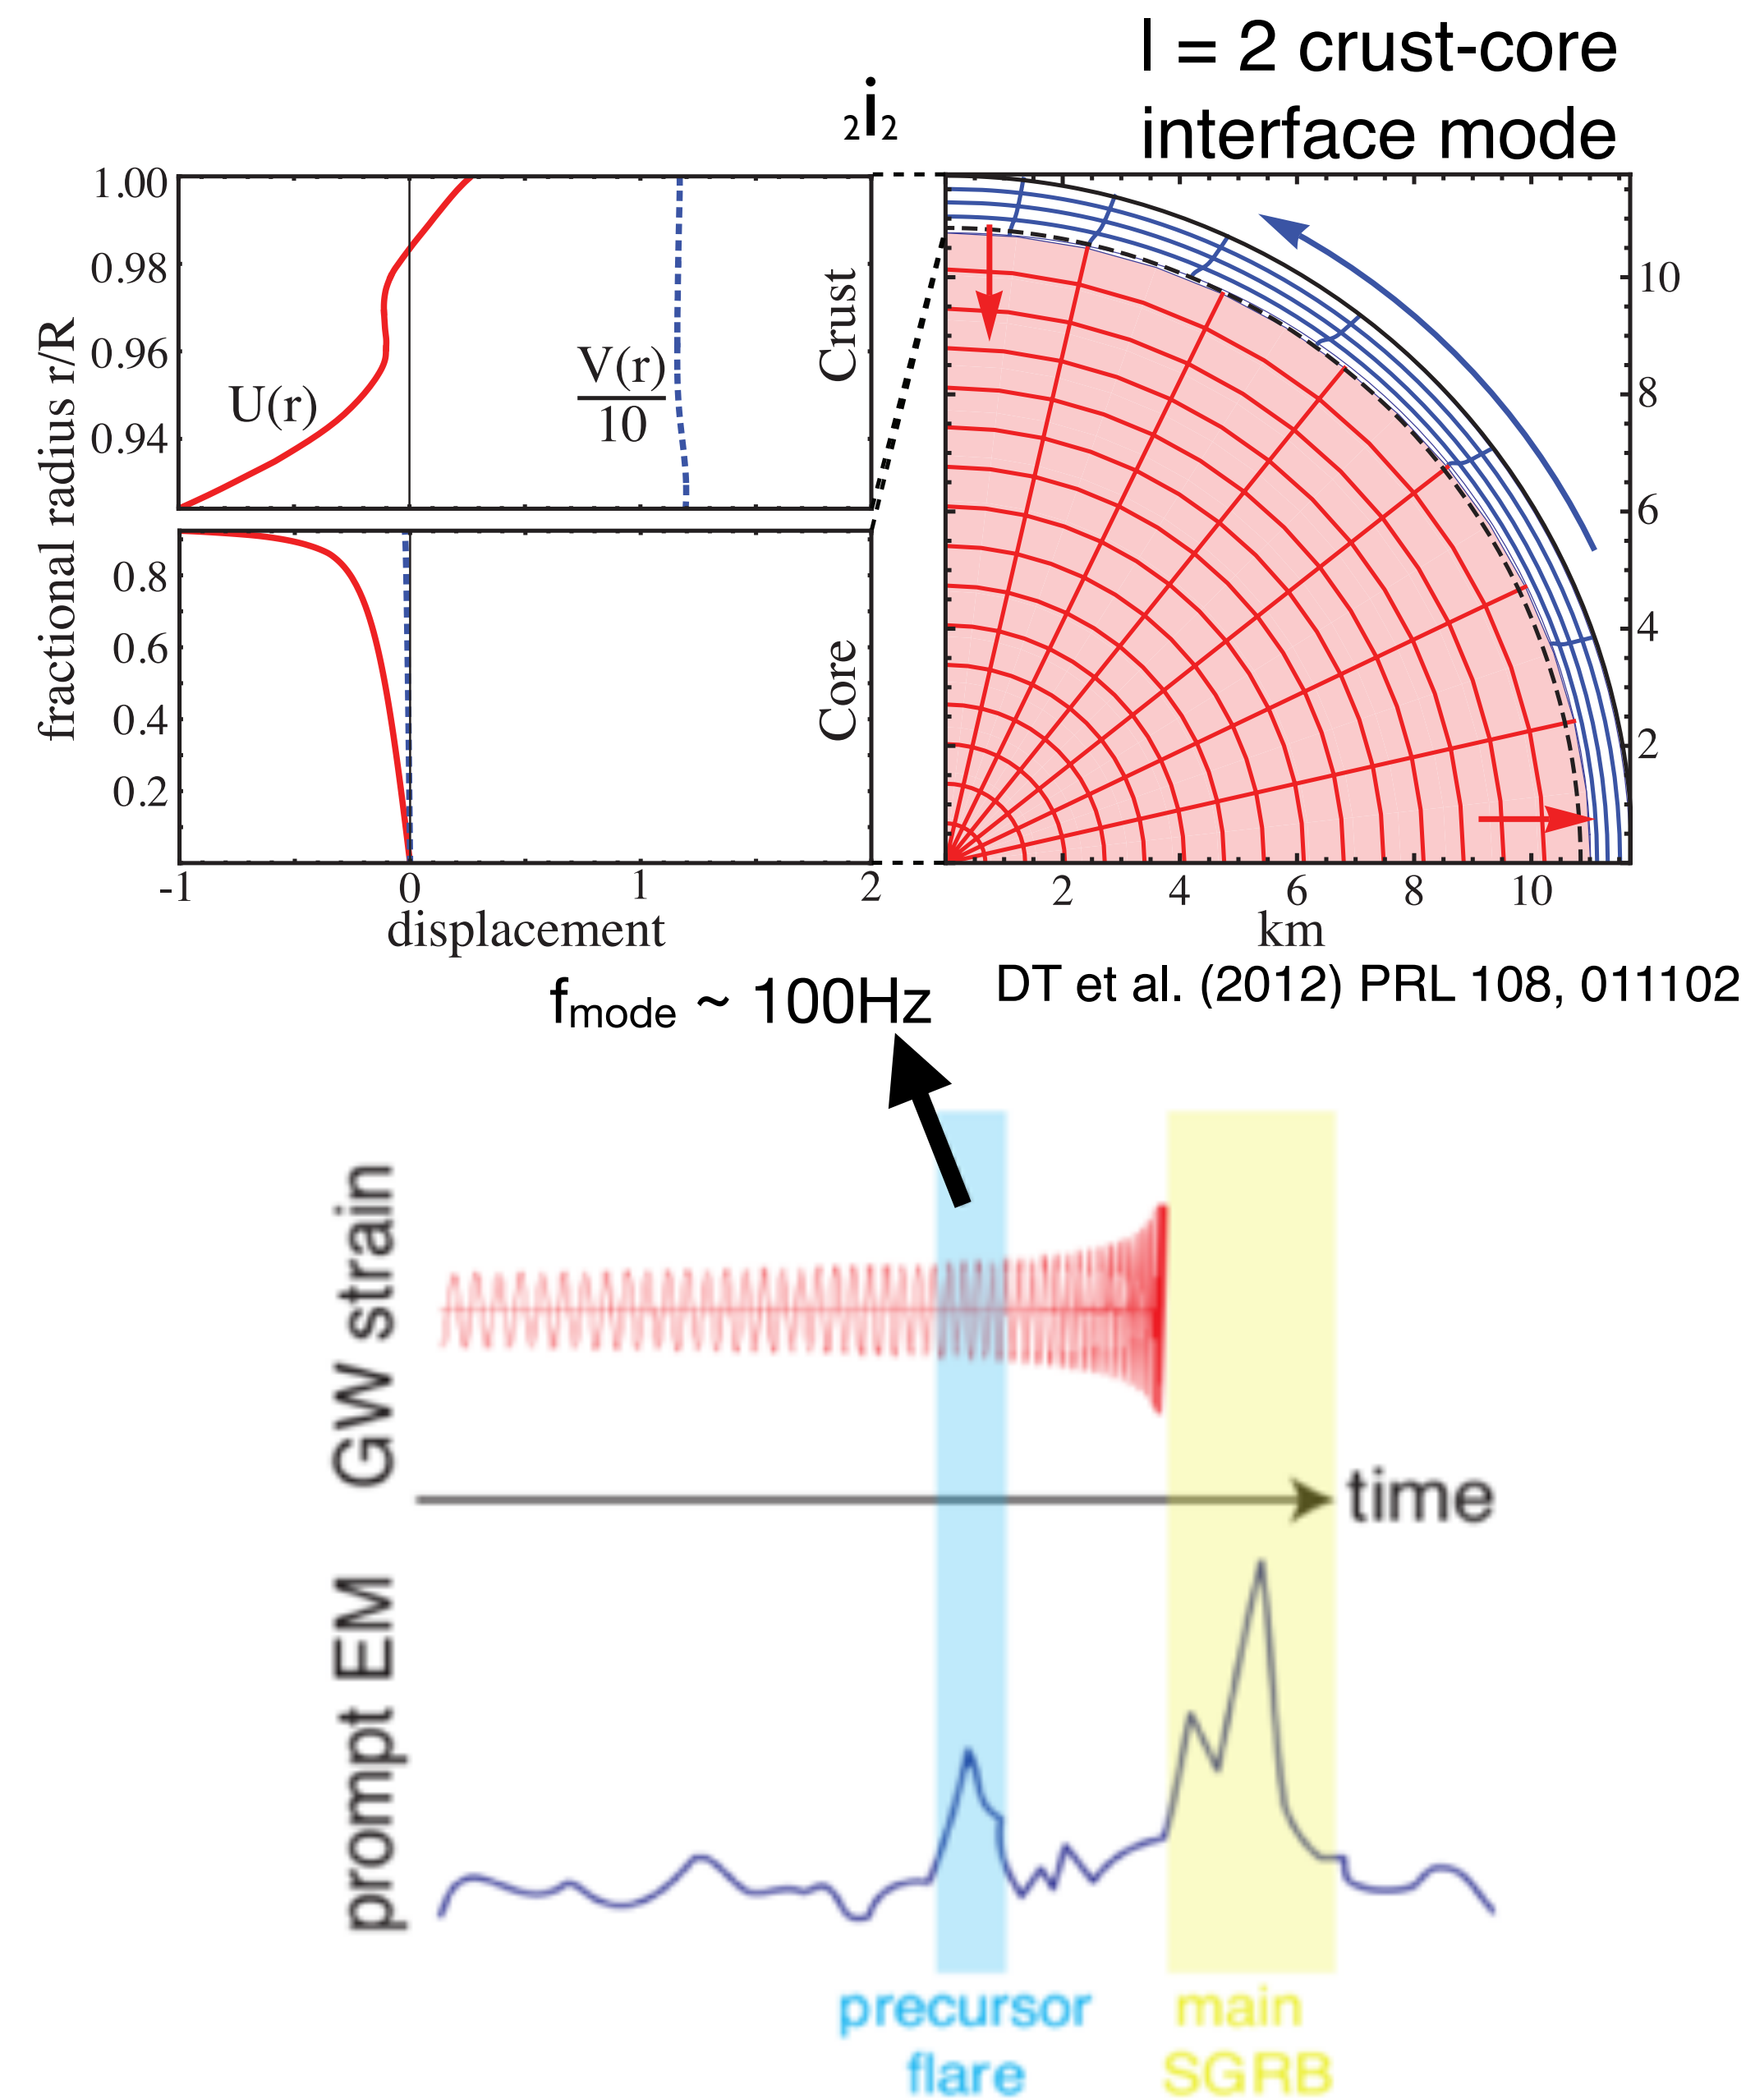 l = 2 crust-core
interface mode
₂i₂
1.00
0.98
0.96
0.94
U(r)
V(r)
10
Crust
0.8
0.6
0.4
0.2
Core
fractional radius r/R
-1 0 1 2
displacement
10
8
6
4
2
2 4 6 8 10
km
DT et al. (2012) PRL 108, 011102
fmode ~ 100Hz
GW strain
time
prompt EM
precursor
flare
main
SGRB